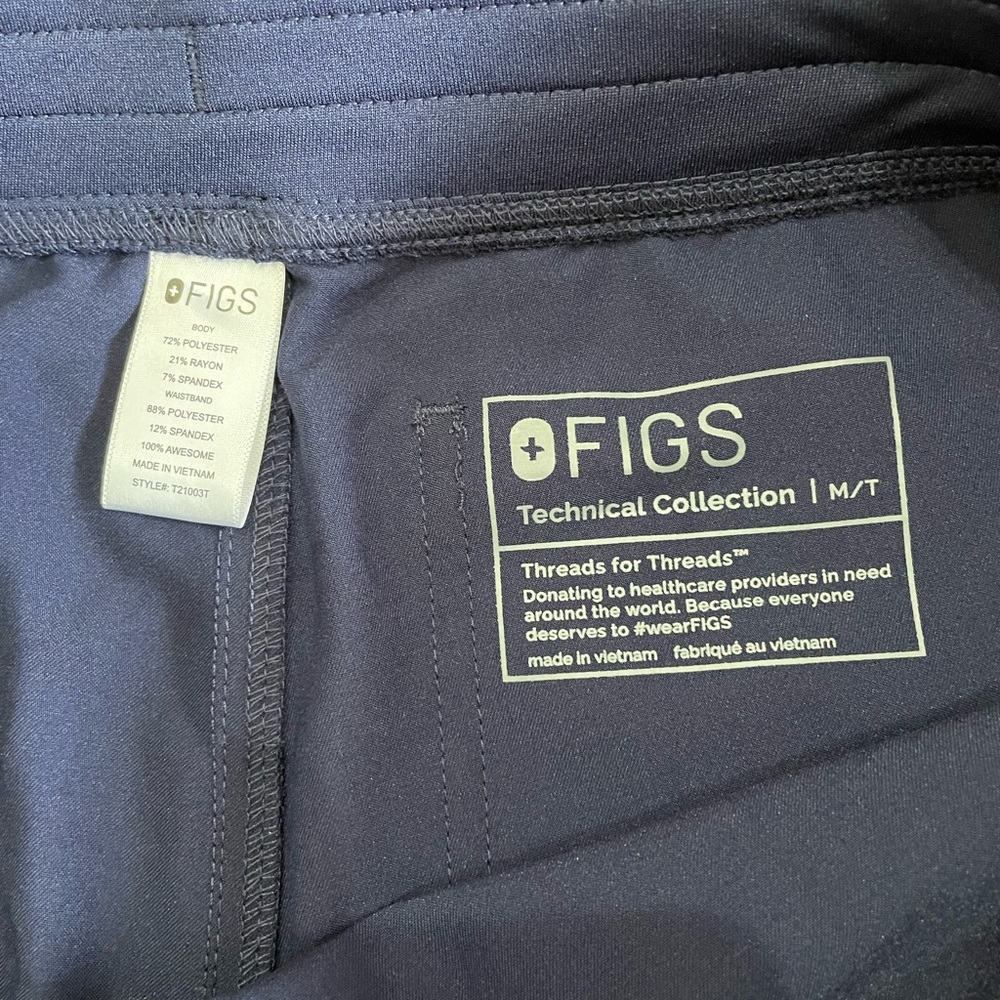 FIGS
BODY
72% POLYESTER
21% RAYON
7% SPANDEX
WAISTBAND
88% POLYESTER
12% SPANDEX
100% AWESOME
MADE IN VIETNAM
STYLE#: T21003T
FIGS
Technical Collection | M/T
Threads for Threads™
Donating to healthcare providers in need
around the world. Because everyone
deserves to #wearFIGS
made in vietnam fabriqué au vietnam